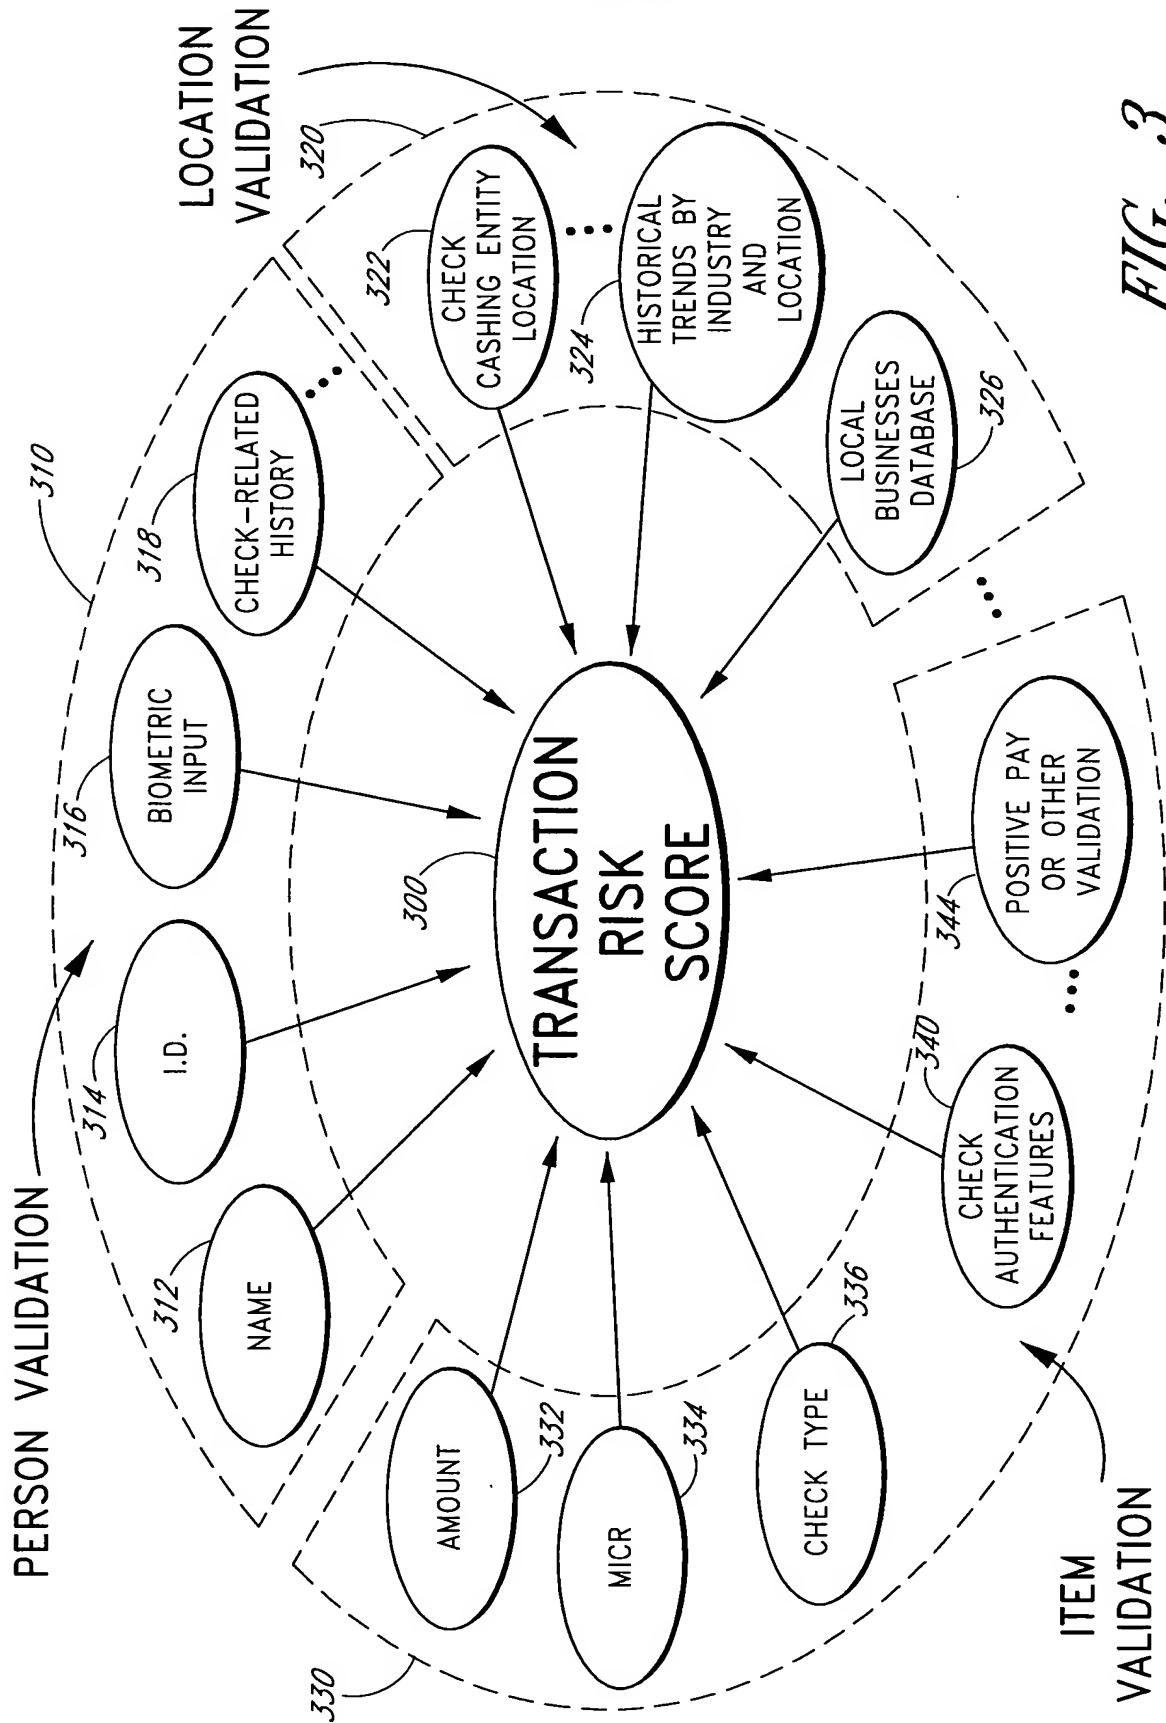 PERSON VALIDATION
310
LOCATION
VALIDATION
320
312
NAME
314
I.D.
316
BIOMETRIC
INPUT
318
CHECK-RELATED
HISTORY
322
CHECK
CASHING ENTITY
LOCATION
324
HISTORICAL
TRENDS BY
INDUSTRY
AND
LOCATION
LOCAL
BUSINESSES
DATABASE
326
300
TRANSACTION
RISK
SCORE
330
AMOUNT
332
MICR
334
CHECK TYPE
336
CHECK
AUTHENTICATION
FEATURES
340
POSITIVE PAY
OR OTHER
VALIDATION
344
ITEM
VALIDATION
FIG. 3